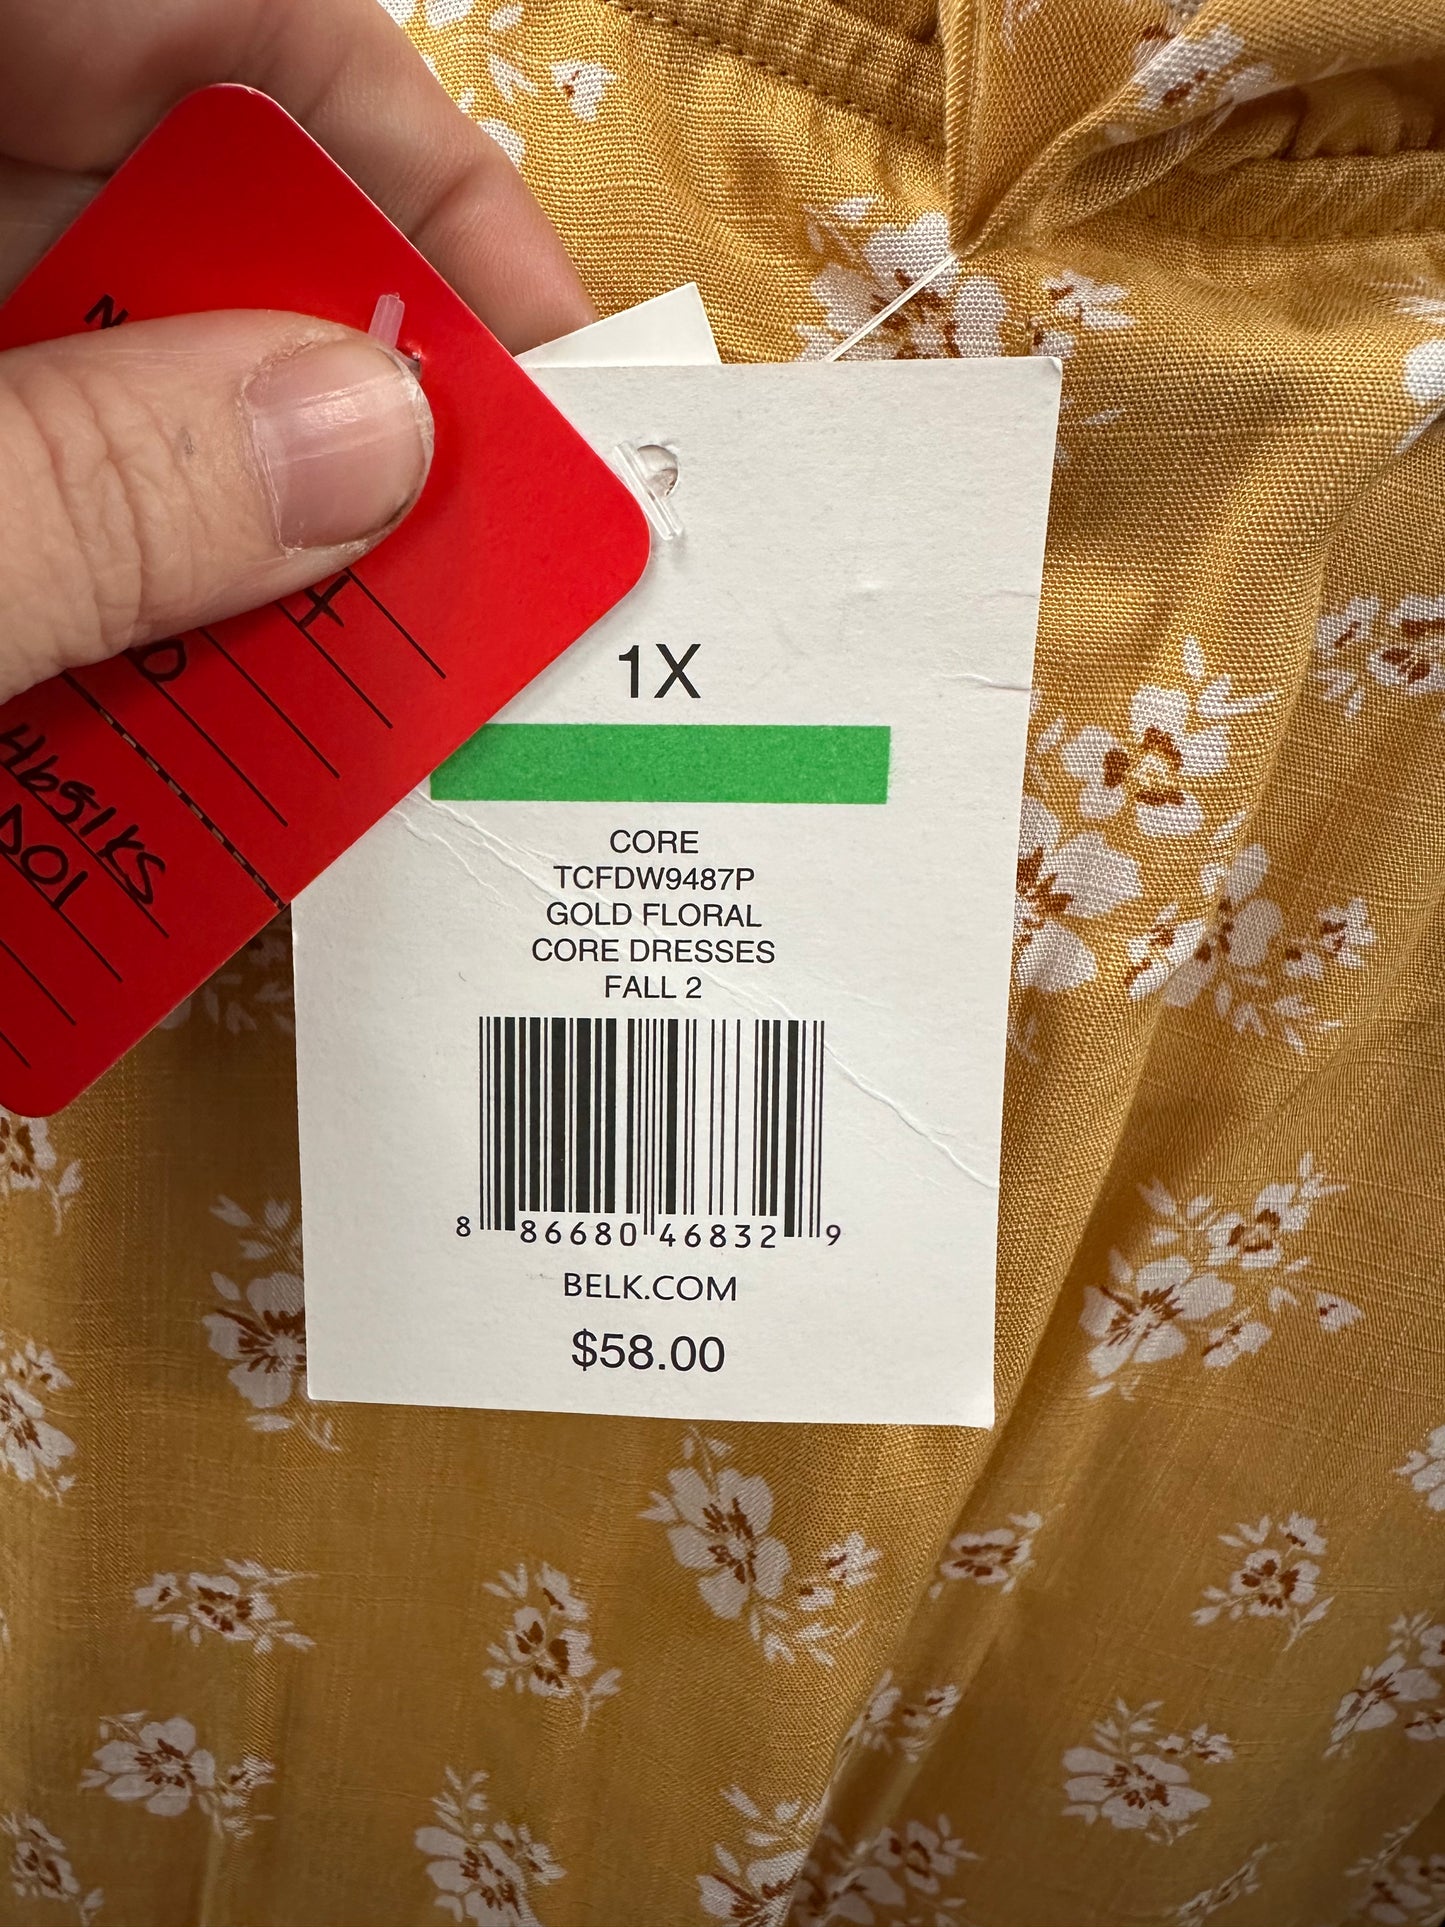 1X
CORE
TCFDW9487P
GOLD FLORAL
CORE DRESSES
FALL 2
8 86680 46832 9
BELK.COM
$58.00